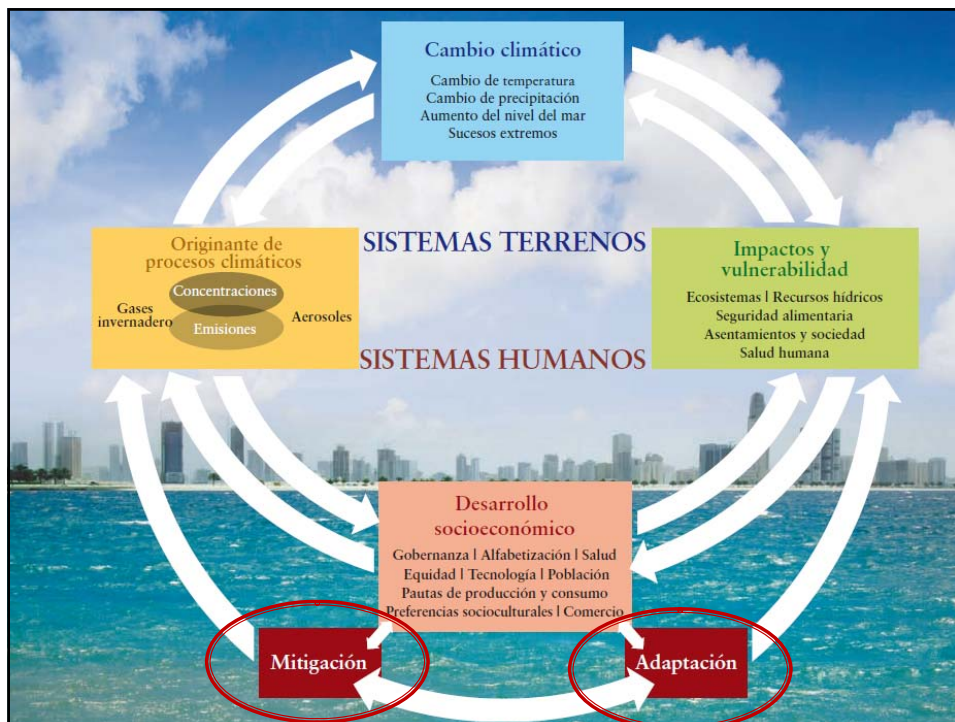 Cambio climático
Cambio de temperatura
Cambio de precipitación
Aumento del nivel del mar
Sucesos extremos
SISTEMAS TERRENOS
Originante de
procesos climáticos
Concentraciones
Gases
invernadero
Emisiones
Aerosoles
Impactos y
vulnerabilidad
Ecosistemas | Recursos hídricos
Seguridad alimentaria
Asentamientos y sociedad
Salud humana
SISTEMAS HUMANOS
Desarrollo
socioeconómico
Gobernanza | Alfabetización | Salud
Equidad | Tecnología | Población
Pautas de producción y consumo
Preferencias socioculturales | Comercio
Mitigación
Adaptación